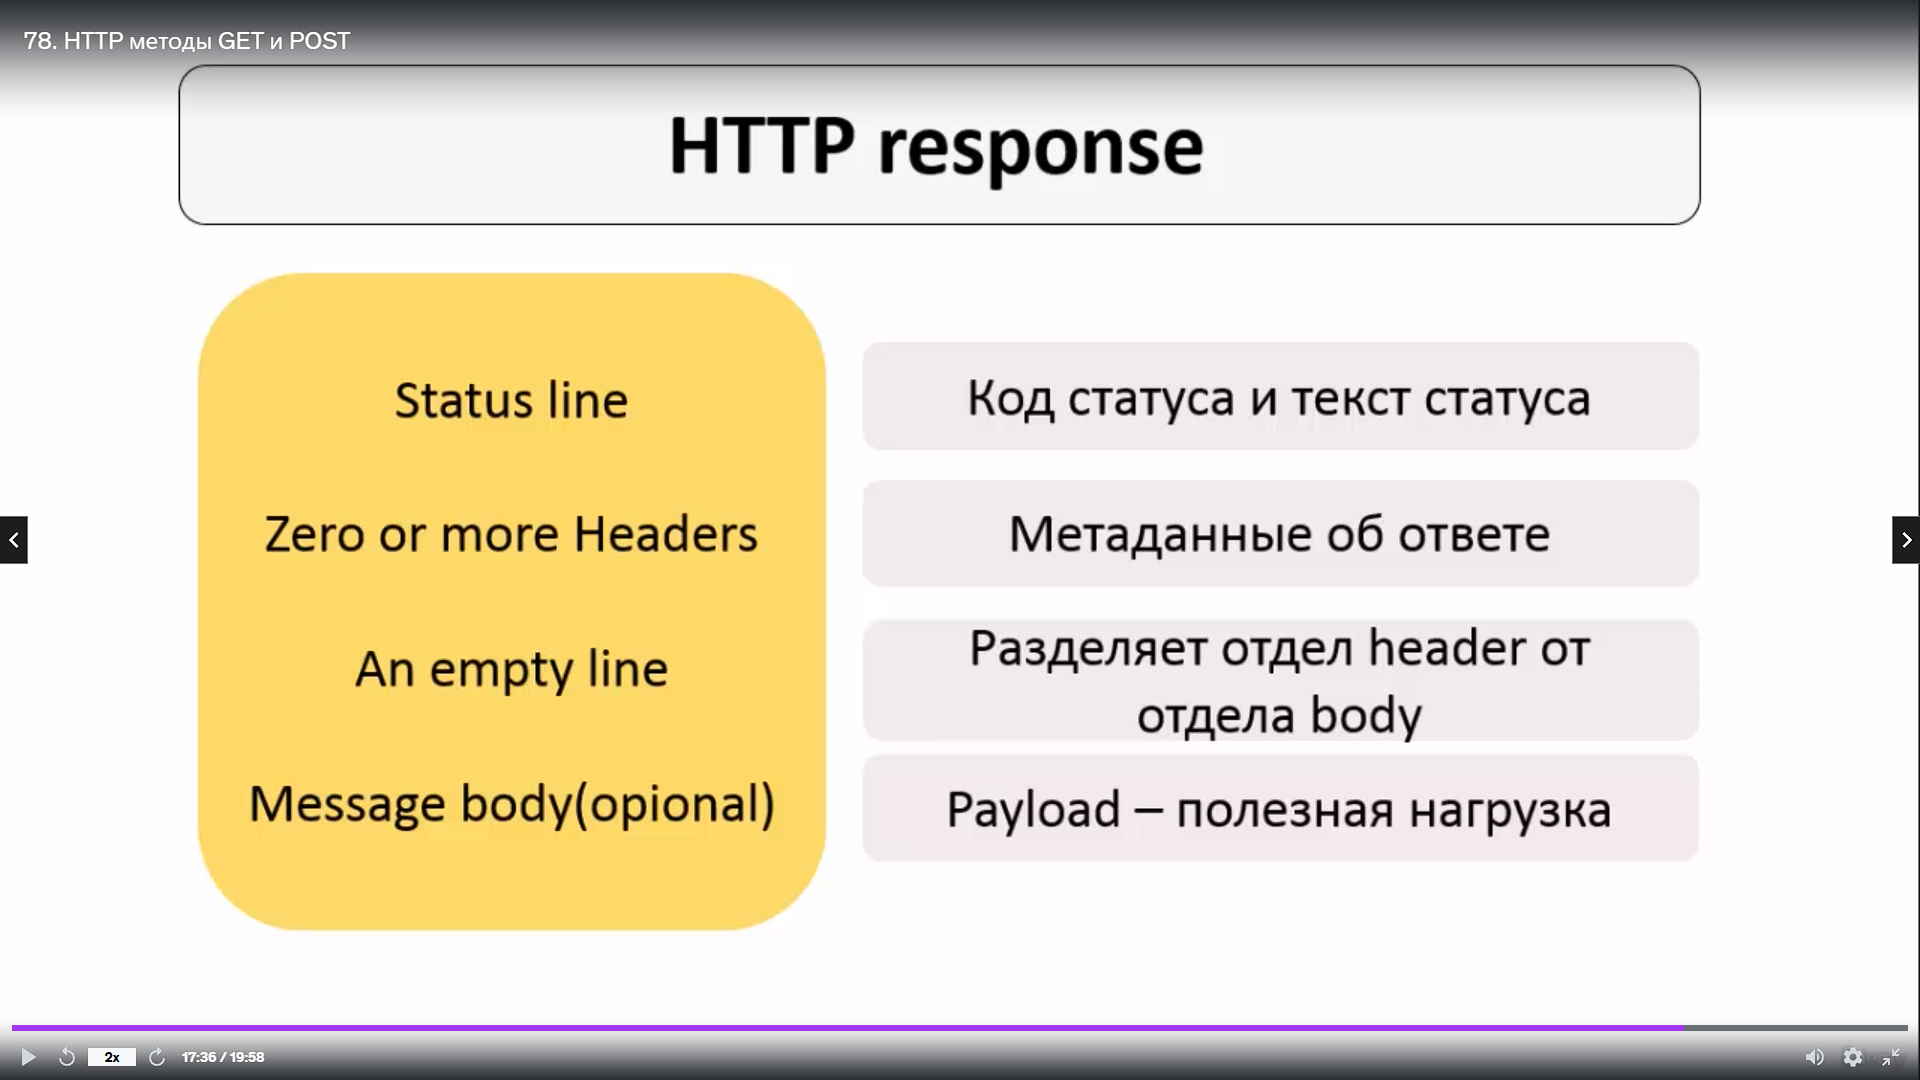 78. HTTP методы GET и POST
HTTP response
Status line
Код статуса и текст статуса
Zero or more Headers
Метаданные об ответе
An empty line
Разделяет отдел header от
отдела body
Message body(opional)
Payload – полезная нагрузка
2x
17:36 / 19:58